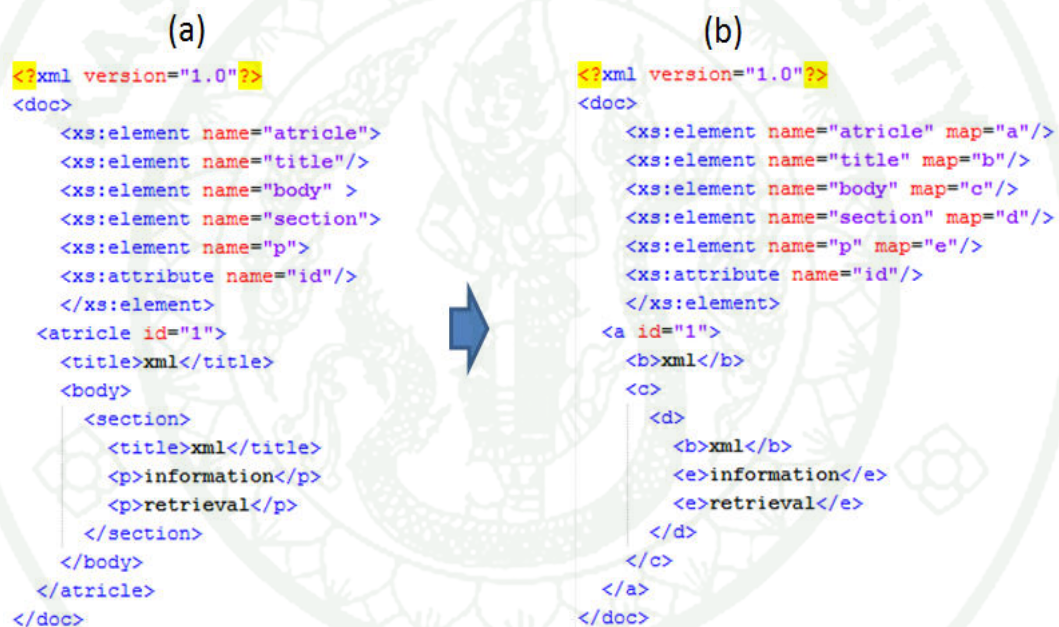 (a)
<?xml version="1.0"?>
<doc>
<xs:element name="atricle">
<xs:element name="title"/>
<xs:element name="body" >
<xs:element name="section">
<xs:element name="p">
<xs:attribute name="id"/>
</xs:element>
<atricle id="1">
<title>xml</title>
<body>
<section>
<title>xml</title>
<p>information</p>
<p>retrieval</p>
</section>
</body>
</atricle>
</doc>
(b)
<?xml version="1.0"?>
<doc>
<xs:element name="atricle" map="a"/>
<xs:element name="title" map="b"/>
<xs:element name="body" map="c"/>
<xs:element name="section" map="d"/>
<xs:element name="p" map="e"/>
<xs:attribute name="id"/>
</xs:element>
<a id="1">
<b>xml</b>
<c>
<d>
<b>xml</b>
<e>information</e>
<e>retrieval</e>
</d>
</c>
</a>
</doc>